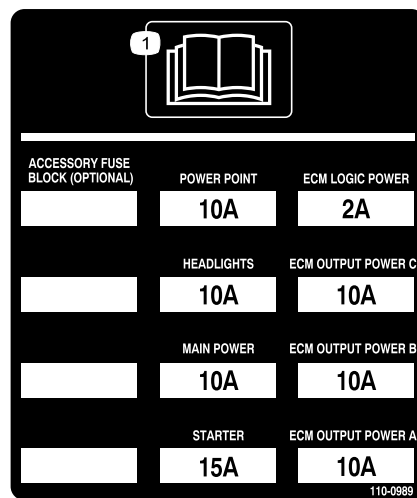 1
ACCESSORY FUSE
BLOCK (OPTIONAL)
POWER POINT
ECM LOGIC POWER
10A
2A
HEADLIGHTS
ECM OUTPUT POWER C
10A
10A
MAIN POWER
ECM OUTPUT POWER B
10A
10A
STARTER
ECM OUTPUT POWER A
15A
10A
110-0989